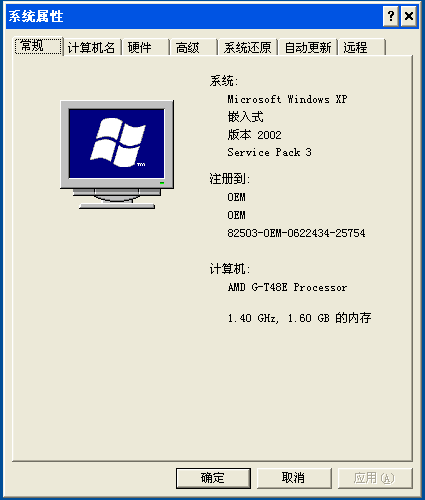 系统属性
常规
计算机名
硬件
高级
系统还原
自动更新
远程
系统:
Microsoft Windows XP
嵌入式
版本 2002
Service Pack 3
注册到:
OEM
OEM
82503-OEM-0622434-25754
计算机:
AMD G-T48E Processor
1.40 GHz, 1.60 GB 的内存
TM
确定
取消
应用(A)